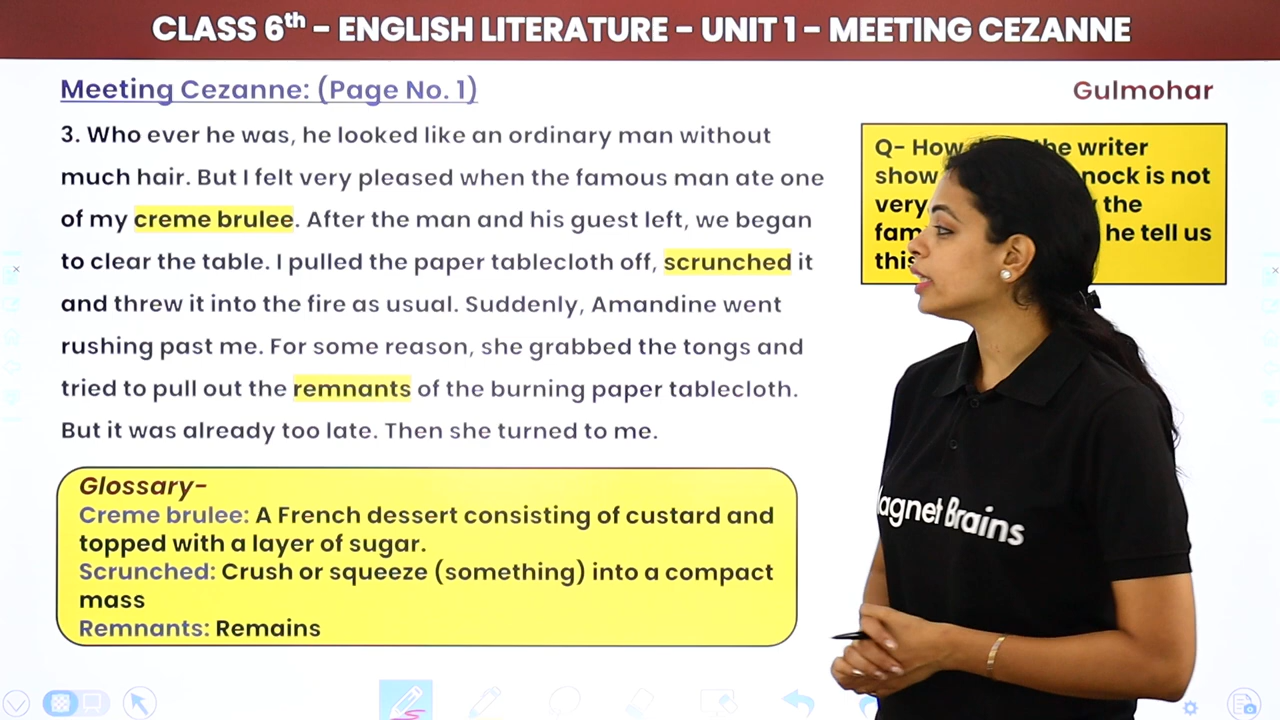 CLASS 6th – ENGLISH LITERATURE – UNIT 1 – MEETING CEZANNE
Meeting Cezanne: (Page No. 1)
Gulmohar
3. Who ever he was, he looked like an ordinary man without
much hair. But I felt very pleased when the famous man ate one
of my creme brulee. After the man and his guest left, we began
to clear the table. I pulled the paper tablecloth off, scrunched it
and threw it into the fire as usual. Suddenly, Amandine went
rushing past me. For some reason, she grabbed the tongs and
tried to pull out the remnants of the burning paper tablecloth.
But it was already too late. Then she turned to me.
Q- How the writer
show is not
very the
he tell us
this
Glossary-
Creme brulee: A French dessert consisting of custard and
topped with a layer of sugar.
Scrunched: Crush or squeeze (something) into a compact
mass
Remnants: Remains
Magnet Brains